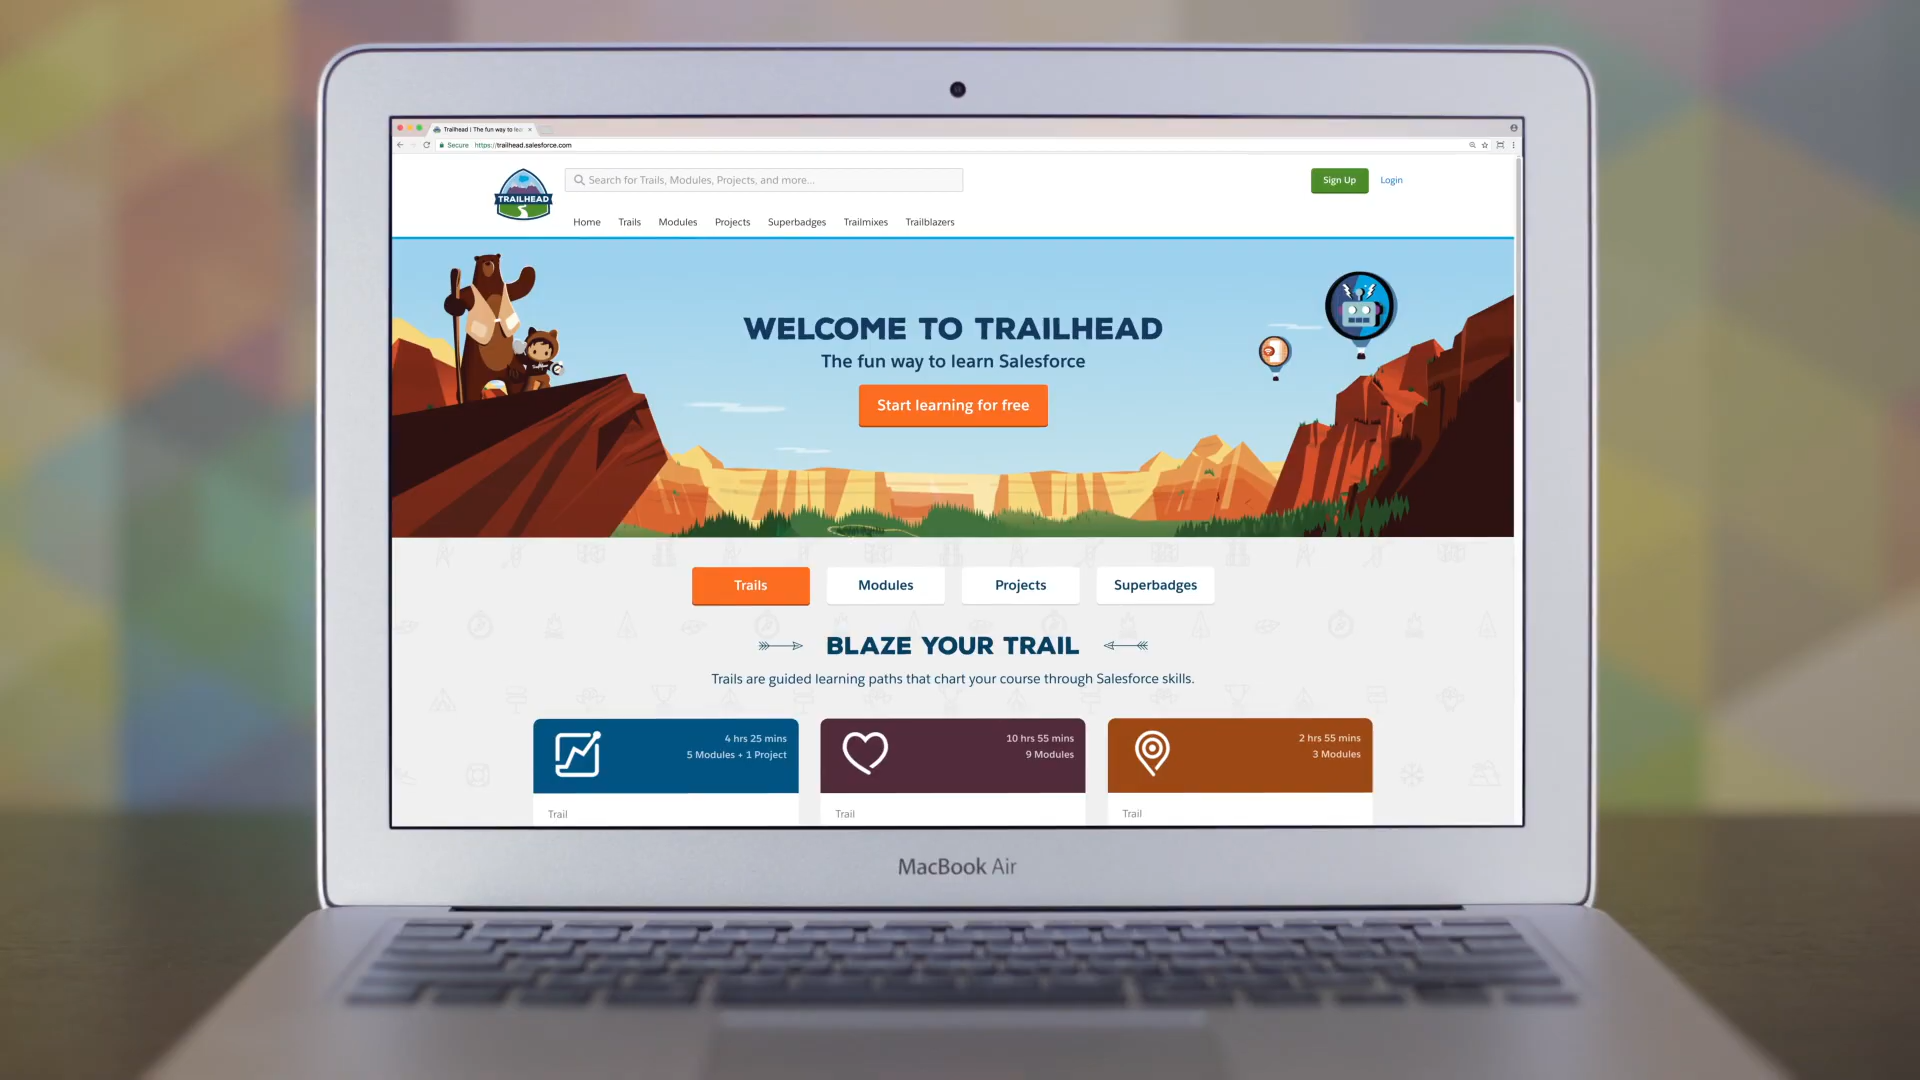 Trailhead | The fun way to lea
Secure https://trailhead.salesforce.com
TRAILHEAD
Search for Trails, Modules, Projects, and more...
Sign Up Login
Home Trails Modules Projects Superbadges Trailmixes Trailblazers
WELCOME TO TRAILHEAD
The fun way to learn Salesforce
Start learning for free
Trails Modules Projects Superbadges
BLAZE YOUR TRAIL
Trails are guided learning paths that chart your course through Salesforce skills.
4 hrs 25 mins
5 Modules + 1 Project
10 hrs 55 mins
9 Modules
2 hrs 55 mins
3 Modules
Trail
Trail
Trail
MacBook Air